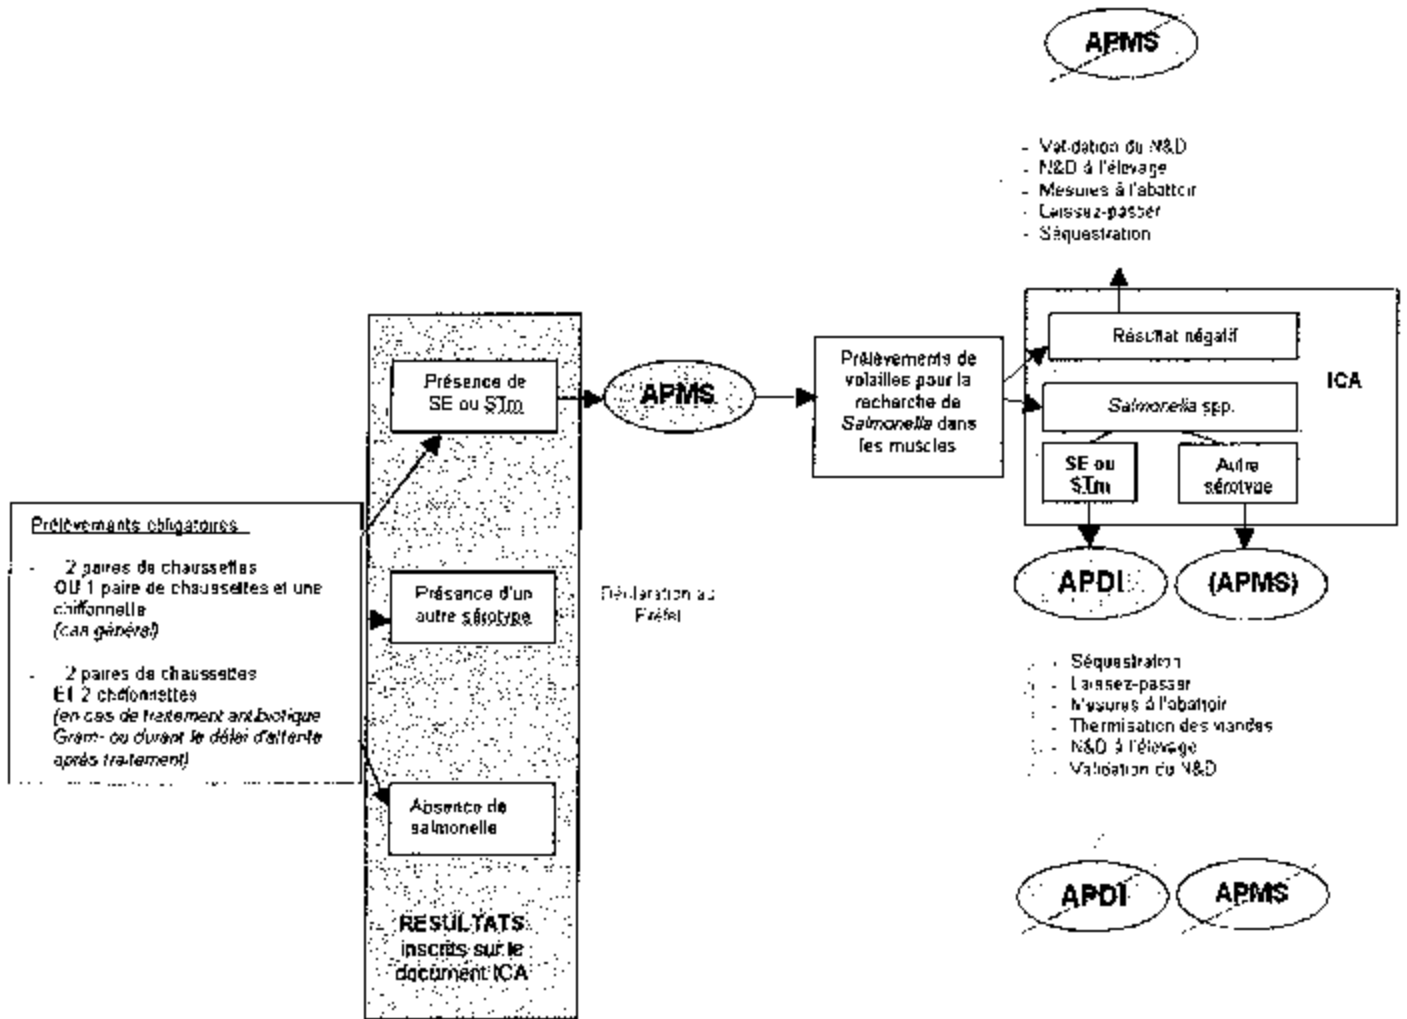 APMS
- Validation du N&D
- N&D à l'élevage
- Mesures à l'abattoir
- Laissez-passer
- Séquestration
Résultat négatif
ICA
Salmonella spp.
SE ou
STm
Autre
sérotype
Prélèvements de
volailles pour la
recherche de
Salmonella dans
les muscles
APMS
Présence de
SE ou STm
Prélèvements obligatoires
- 2 paires de chaussettes
OU 1 paire de chaussettes et une
chiffonnette
(cas général)
- 2 paires de chaussettes
ET 2 chiffonnettes
(en cas de traitement antibiotique
Gram- ou durant le délai d'attente
après traitement)
Présence d'un
autre sérotype
Déclaration au
Préfet
APDI
(APMS)
- Séquestration
- Laissez-passer
- Mesures à l'abattoir
- Thermisation des viandes
- N&D à l'élevage
- Validation du N&D
Absence de
salmonelle
APDI
APMS
RESULTATS
inscrits sur le
document ICA